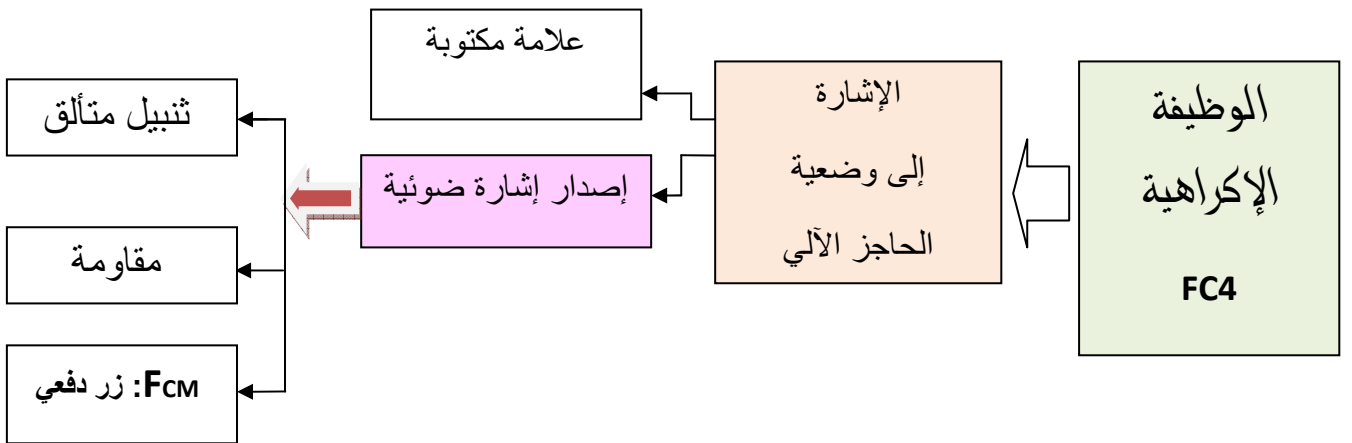 الوظيفة
الإكراهية
FC4
الإشارة
إلى وضعية
الحاجز الآلي
علامة مكتوبة
إصدار إشارة ضوئية
ثنبيل متألق
مقاومة
FCM: زر دفعي